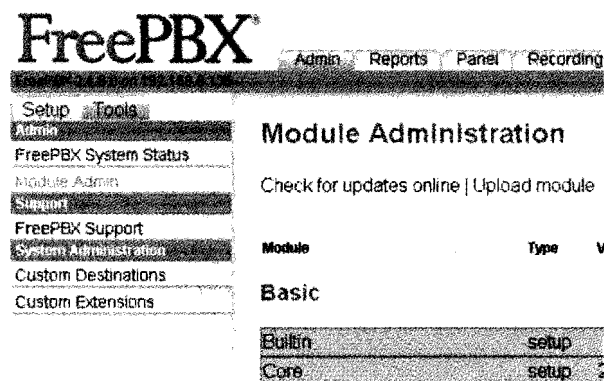 FreePBX®
Admin Reports Panel Recording
Setup Tools
Admin
FreePBX System Status
Module Admin
Support
FreePBX Support
System Administration
Custom Destinations
Custom Extensions
Module Administration
Check for updates online | Upload module
Module Type V
Basic
Builtin setup
Core setup 2